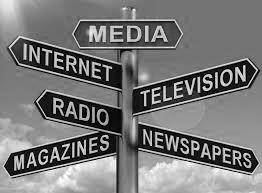 MEDIA
INTERNET
TELEVISION
RADIO
NEWSPAPERS
MAGAZINES